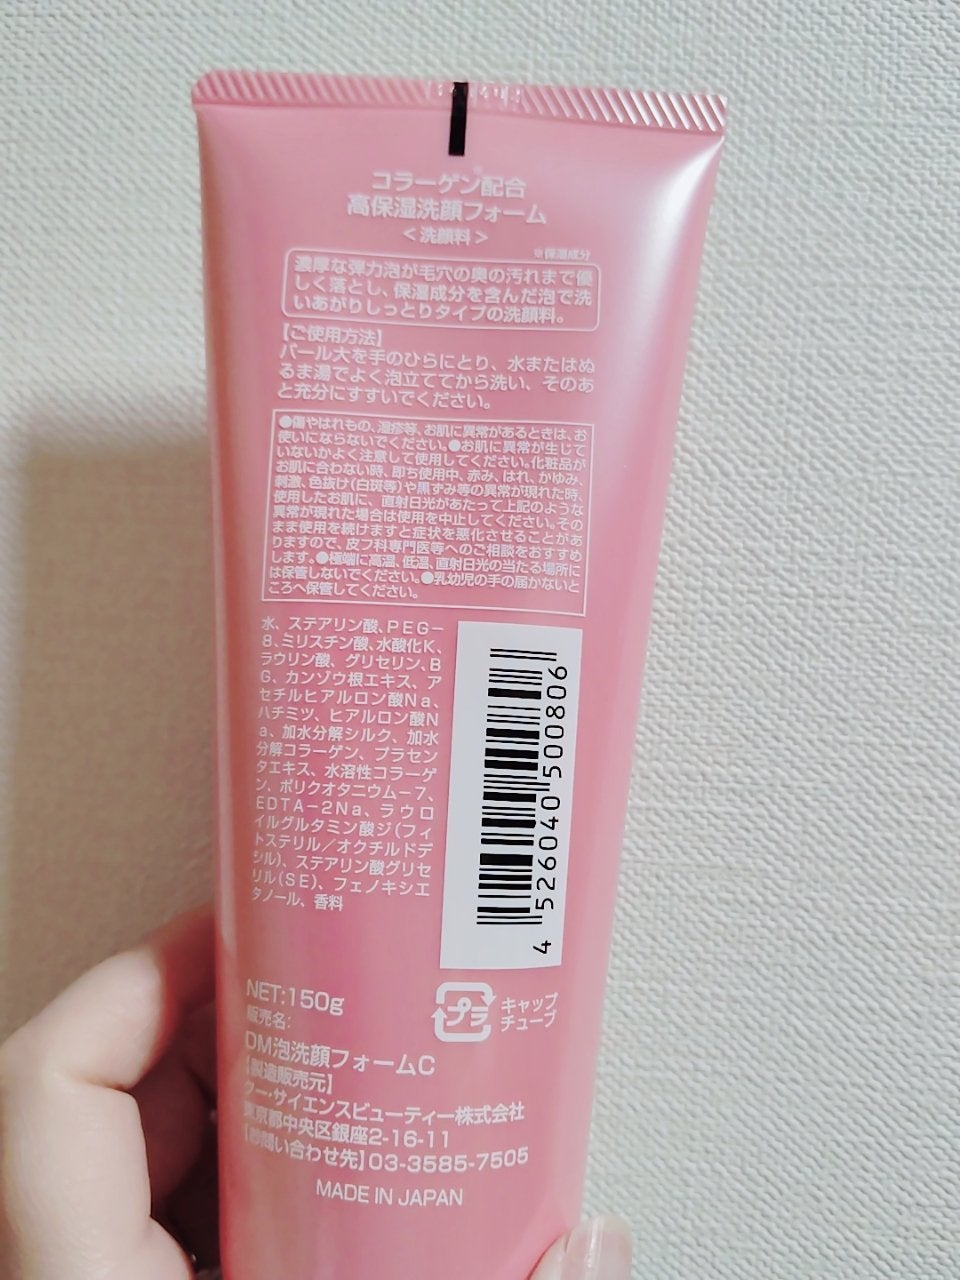 コラーゲン※配合
高保湿洗顔フォーム
<洗顔料>
※保湿成分
濃厚な弾力泡が毛穴の奥の汚れまで優
しく落とし、保湿成分を含んだ泡で洗
いあがりしっとりタイプの洗顔料。
【ご使用方法】
パール大を手のひらにとり、水またはぬ
るま湯でよく泡立ててから洗い、そのあ
と充分にすすいでください。
●傷やはれもの、湿疹等、お肌に異常があるときは、お
使いにならないでください。●お肌に異常が生じて
いないかよく注意して使用してください。化粧品が
お肌に合わない時、即ち使用中、赤み、はれ、かゆみ、
刺激、色抜け(白斑等)や黒ずみ等の異常が現れた時、
使用したお肌に、直射日光があたって上記のような
異常が現れた場合は使用を中止してください。その
まま使用を続けますと症状を悪化させることがあ
りますので、皮フ科専門医等へのご相談をおすすめ
します。●極端に高温、低温、直射日光の当たる場所に
は保管しないでください。●乳幼児の手の届かないと
ころへ保管してください。
水、ステアリン酸、PEG-
8、ミリスチン酸、水酸化K、
ラウリン酸、グリセリン、B
G、カンゾウ根エキス、ア
セチルヒアルロン酸Na、
ハチミツ、ヒアルロン酸N
a、加水分解シルク、加水
分解コラーゲン、プラセン
タエキス、水溶性コラーゲ
ン、ポリクオタニウム-7、
EDTA-2Na、ラウロ
イルグルタミン酸ジ(フィ
トステリル/オクチルドデ
シル)、ステアリン酸グリセ
リル(SE)、フェノキシエ
タノール、香料
4 526040 500806
NET:150g
販売名:
DM泡洗顔フォームC
【製造販売元】
クー・サイエンスビューティー株式会社
東京都中央区銀座2-16-11
【お問い合わせ先】03-3585-7505
プラ
キャップ
チューブ
MADE IN JAPAN